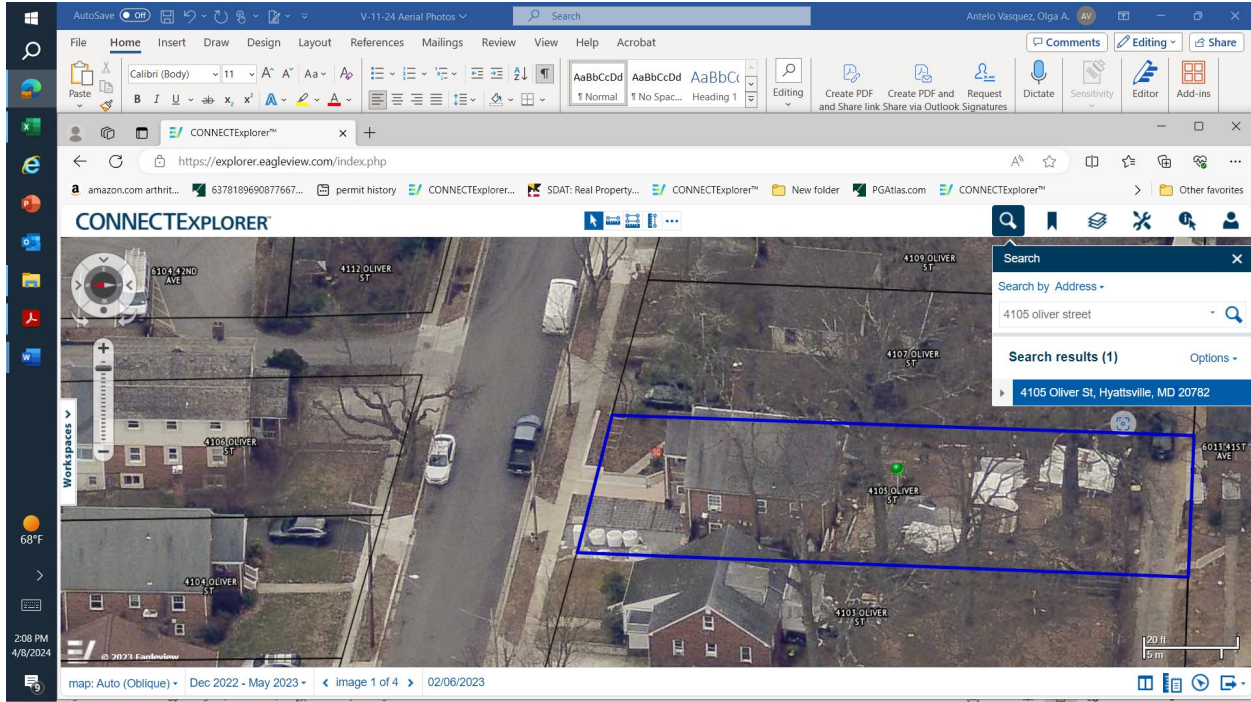 AutoSave Off V-11-24 Aerial Photos Search Antelo Vasquez, Olga A. AV
File Home Insert Draw Design Layout References Mailings Review View Help Acrobat Comments Editing Share
Calibri (Body) 11 A^ A˅ Aa A
Paste B I U ab x₂ x² A A
AaBbCcDd AaBbCcDd AaBbCc
¶ Normal ¶ No Spac... Heading 1
Editing
Create PDF and Share link
Create PDF and Share via Outlook
Request Signatures
Dictate Sensitivity Editor Add-ins
CONNECTExplorer™
https://explorer.eagleview.com/index.php
amazon.com arthrit... 6378189690877667... permit history CONNECTExplorer... SDAT: Real Property... CONNECTExplorer™ New folder PGAtlas.com CONNECTExplorer™ Other favorites
CONNECTEXPLORER™
Search
Search by Address
4105 oliver street
Search results (1) Options
4105 Oliver St, Hyattsville, MD 20782
6104 42ND
AVE
4112 OLIVER
ST
4109 OLIVER
ST
4107 OLIVER
ST
4106 OLIVER
ST
6013 41ST
AVE
4105 OLIVER
ST
4104 OLIVER
ST
4103 OLIVER
ST
Workspaces
20 ft
5 m
© 2023 Eagleview
map: Auto (Oblique) Dec 2022 - May 2023 image 1 of 4 02/06/2023
68°F
2:08 PM
4/8/2024
9